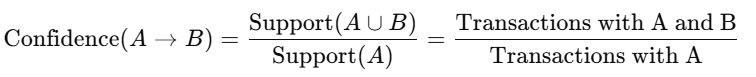 Confidence(A → B) = Support(A ∪ B) / Support(A) = Transactions with A and B / Transactions with A